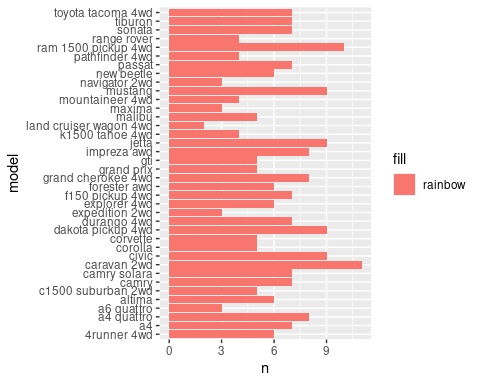 toyota tacoma 4wd
tiburon
sonata
range rover
ram 1500 pickup 4wd
pathfinder 4wd
passat
new beetle
navigator 2wd
mustang
mountaineer 4wd
maxima
malibu
land cruiser wagon 4wd
k1500 tahoe 4wd
jetta
impreza awd
gti
grand prix
grand cherokee 4wd
forester awd
f150 pickup 4wd
explorer 4wd
expedition 2wd
durango 4wd
dakota pickup 4wd
corvette
corolla
civic
caravan 2wd
camry solara
camry
c1500 suburban 2wd
altima
a6 quattro
a4 quattro
a4
4runner 4wd
model
0 3 6 9
n
fill
rainbow